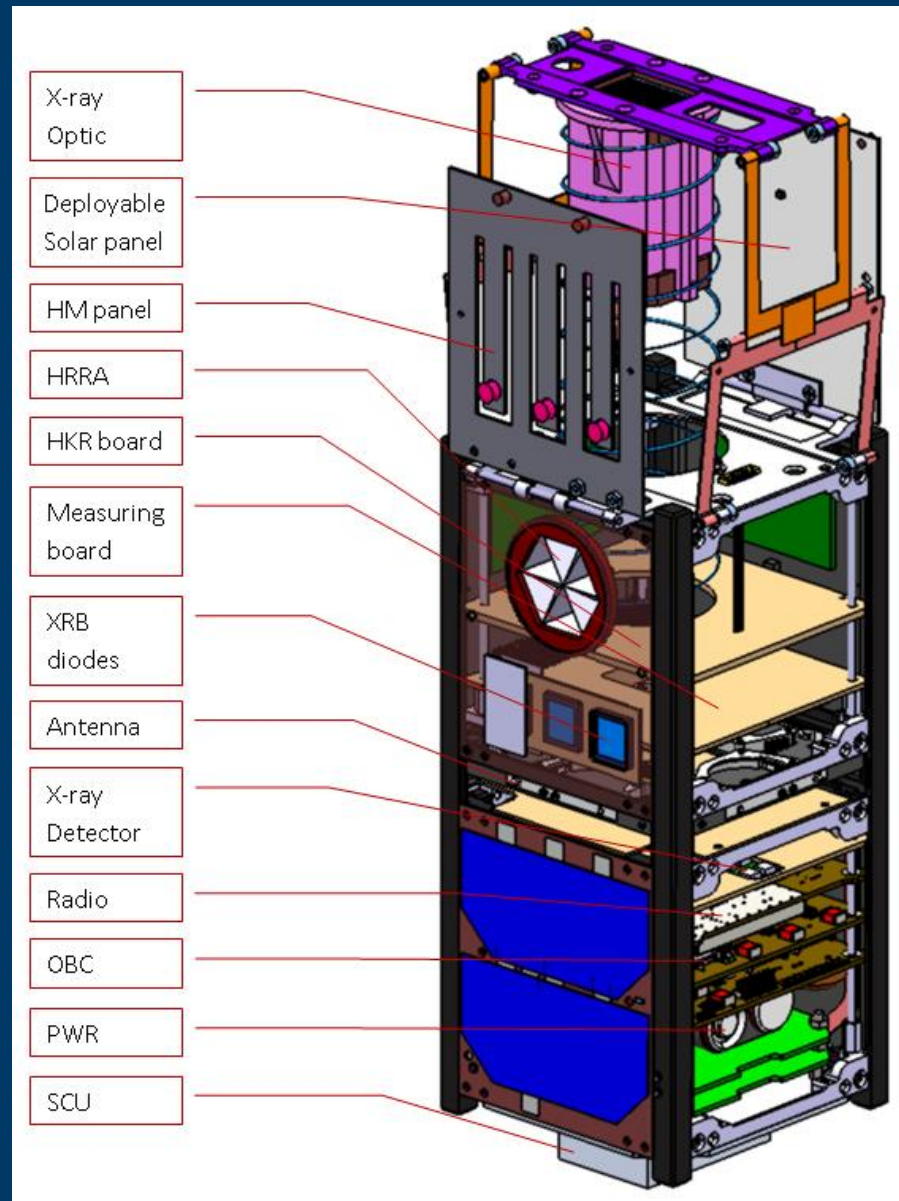 X-ray
Optic
Deployable
Solar panel
HM panel
HRRA
HKR board
Measuring
board
XRB
diodes
Antenna
X-ray
Detector
Radio
OBC
PWR
SCU